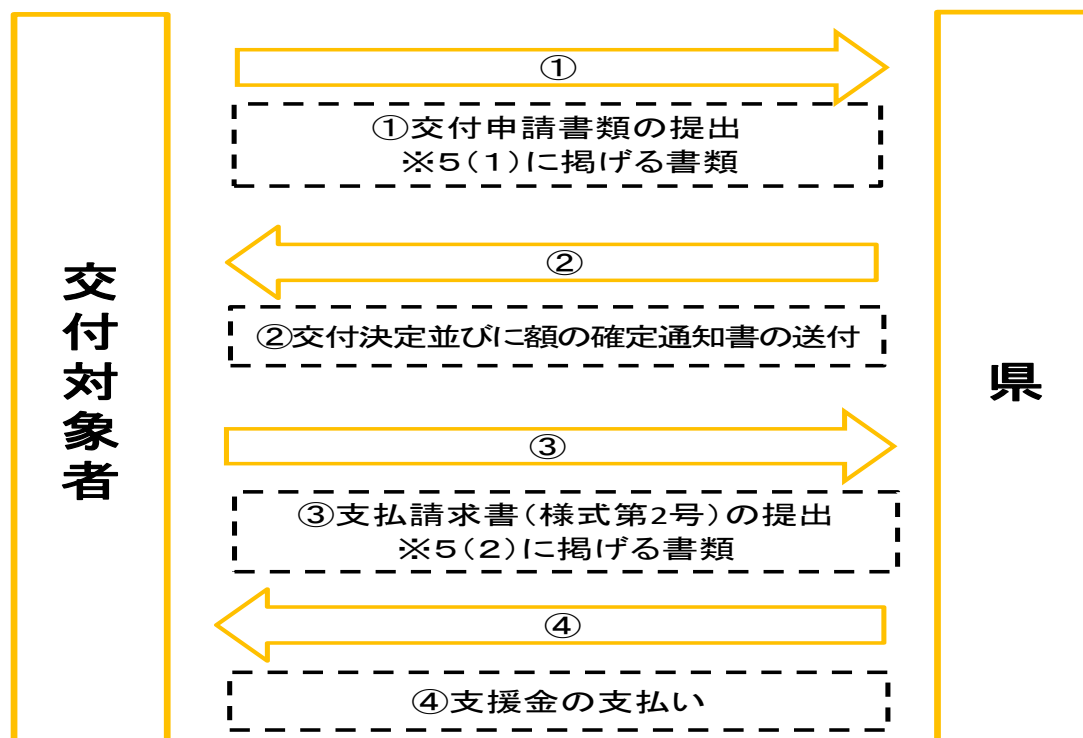 交付対象者
①
①交付申請書類の提出
※5(1)に掲げる書類
②
②交付決定並びに額の確定通知書の送付
③
③支払請求書(様式第2号)の提出
※5(2)に掲げる書類
④
④支援金の支払い
県